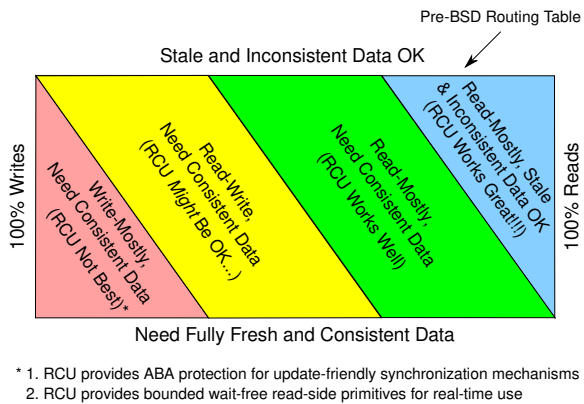 Pre-BSD Routing Table
Stale and Inconsistent Data OK
100% Writes
Write-Mostly,
Need Consistent Data
(RCU Not Best)*
Read-Write,
Need Consistent Data
(RCU Might Be OK...)
Read-Mostly,
Need Consistent Data
(RCU Works Well)
Read-Mostly, Stale
& Inconsistent Data OK
(RCU Works Great!!!)
100% Reads
Need Fully Fresh and Consistent Data
* 1. RCU provides ABA protection for update-friendly synchronization mechanisms
2. RCU provides bounded wait-free read-side primitives for real-time use